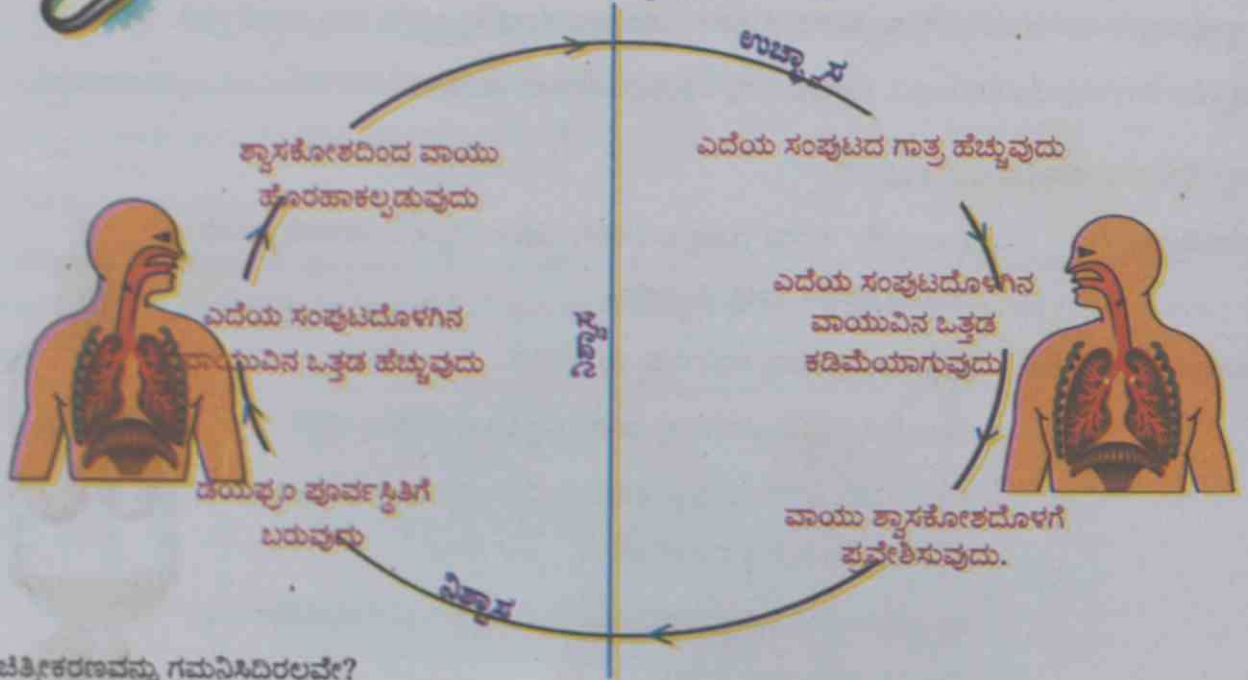 ಉಚ್ಛ್ವಾಸ
ಶ್ವಾಸಕೋಶದಿಂದ ವಾಯು
ಹೊರಹಾಕಲ್ಪಡುವುದು
ಎದೆಯ ಸಂಪುಟದ ಗಾತ್ರ ಹೆಚ್ಚುವುದು
ಎದೆಯ ಸಂಪುಟದೊಳಗಿನ
ವಾಯುವಿನ ಒತ್ತಡ ಹೆಚ್ಚುವುದು
ನಿಶ್ವಾಸ
ಎದೆಯ ಸಂಪುಟದೊಳಗಿನ
ವಾಯುವಿನ ಒತ್ತಡ
ಕಡಿಮೆಯಾಗುವುದು
ಡಯಫ್ರಂ ಪೂರ್ವಸ್ಥಿತಿಗೆ
ಬರುವುದು
ವಾಯು ಶ್ವಾಸಕೋಶದೊಳಗೆ
ಪ್ರವೇಶಿಸುವುದು.
ನಿಶ್ವಾಸ
ಚಿತ್ರೀಕರಣವನ್ನು ಗಮನಿಸಿದಿರಲ್ಲವೇ?